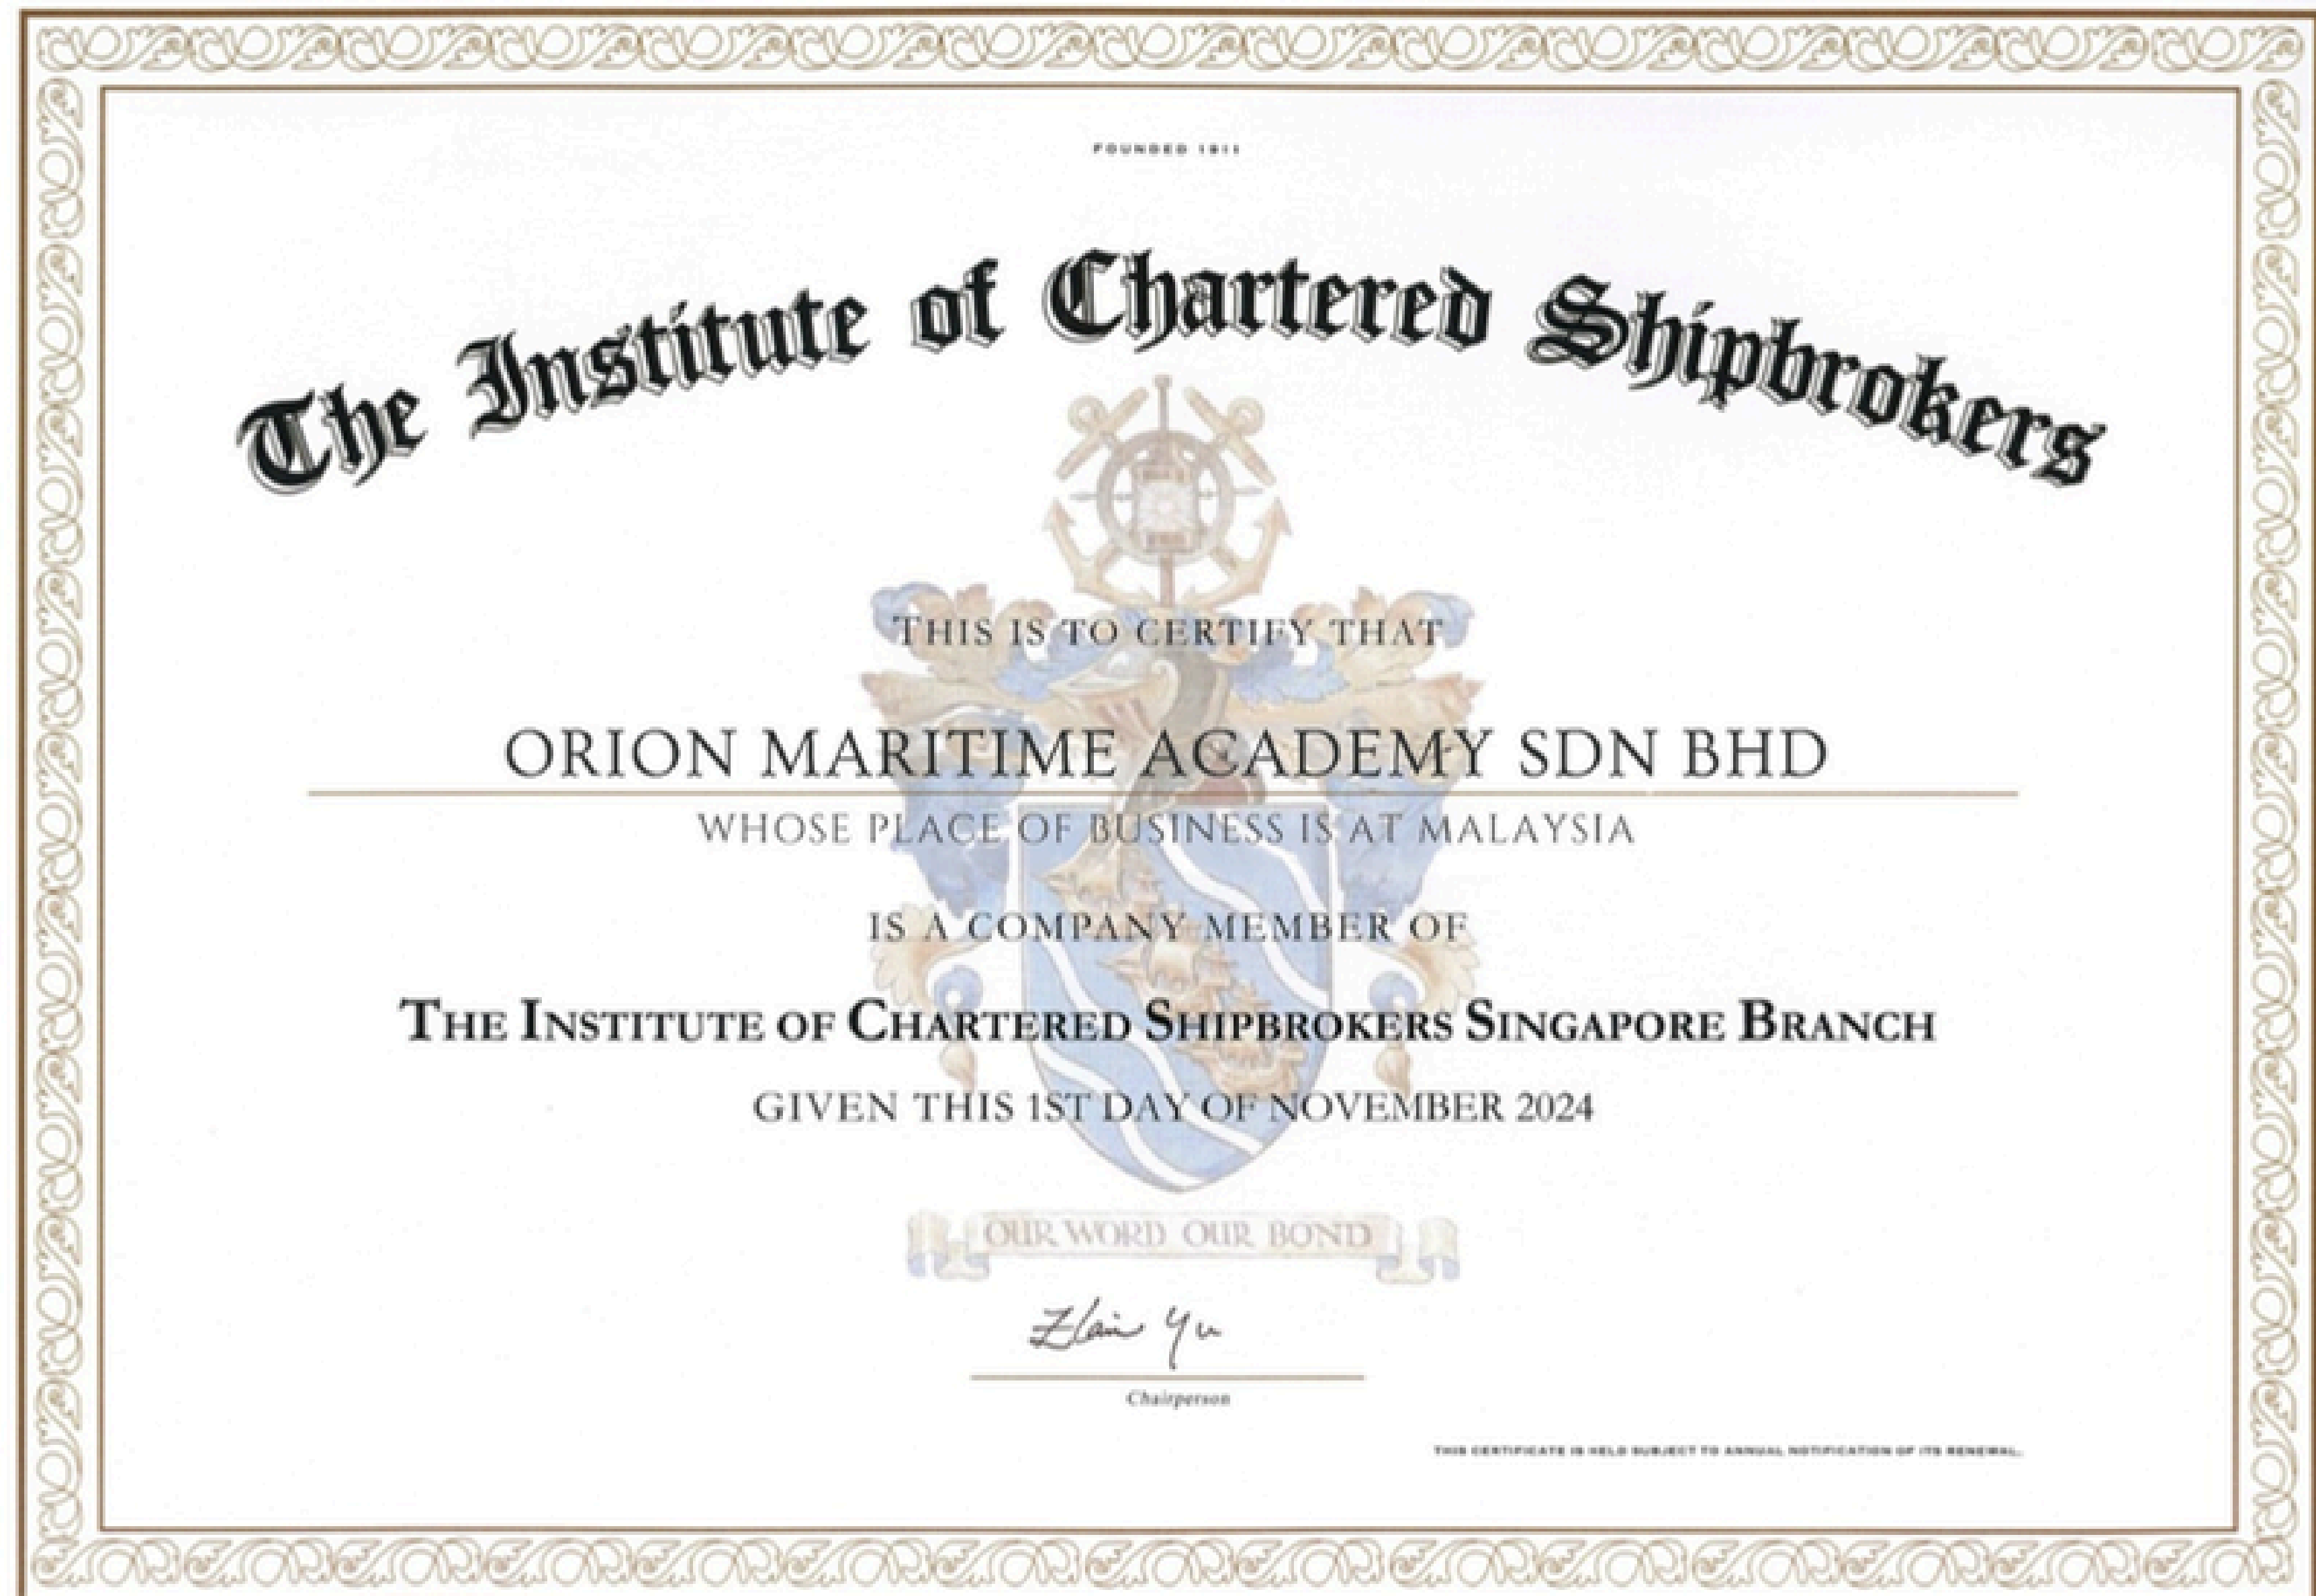 FOUNDED 1911
The Institute of Chartered Shipbrokers
THIS IS TO CERTIFY THAT
ORION MARITIME ACADEMY SDN BHD
WHOSE PLACE OF BUSINESS IS AT MALAYSIA
IS A COMPANY MEMBER OF
THE INSTITUTE OF CHARTERED SHIPBROKERS SINGAPORE BRANCH
GIVEN THIS 1ST DAY OF NOVEMBER 2024
OUR WORD OUR BOND
Elain Yu
Chairperson
THIS CERTIFICATE IS HELD SUBJECT TO ANNUAL NOTIFICATION OF ITS RENEWAL.